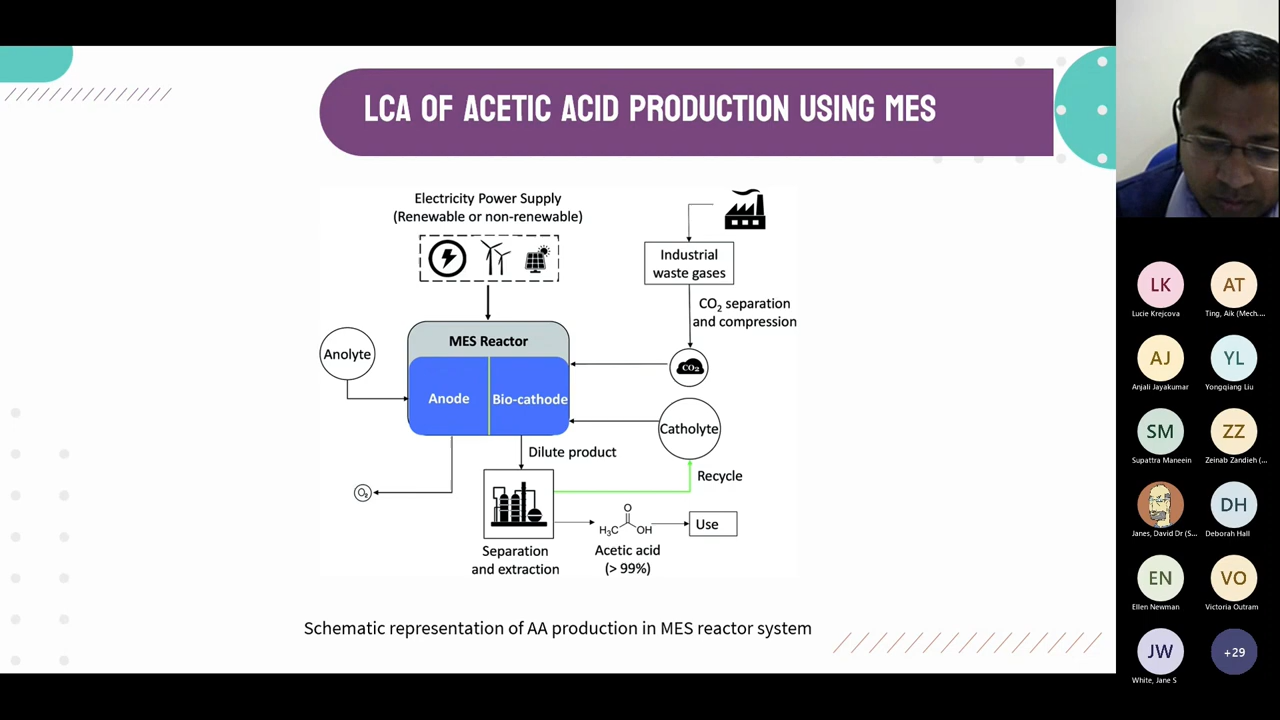 LCA OF ACETIC ACID PRODUCTION USING MES
Electricity Power Supply
(Renewable or non-renewable)
Industrial
waste gases
CO₂ separation
and compression
MES Reactor
Anolyte
CO₂
Anode
Bio-cathode
Catholyte
Dilute product
Recycle
O₂
O
H₃C
OH
Use
Separation
and extraction
Acetic acid
(> 99%)
Schematic representation of AA production in MES reactor system
LK
Lucie Krejcova
AT
Ting, Aik (Mech....
AJ
Anjali Jayakumar
YL
Yongqiang Liu
SM
Supattra Maneein
ZZ
Zeinab Zandieh (...
Janes, David Dr (S...
DH
Deborah Hall
EN
Ellen Newman
VO
Victoria Outram
JW
White, Jane S
+29